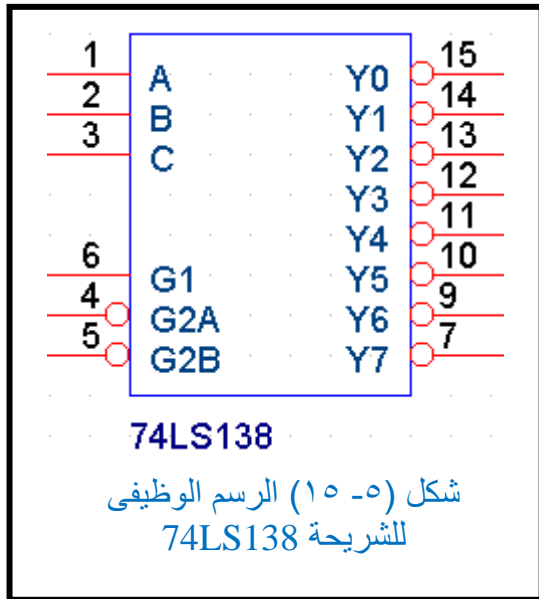 1 A Y0 15
2 B Y1 14
3 C Y2 13
Y3 12
Y4 11
6 G1 Y5 10
4 G2A Y6 9
5 G2B Y7 7
74LS138
شكل (٥- ١٥) الرسم الوظيفى
للشريحة 74LS138